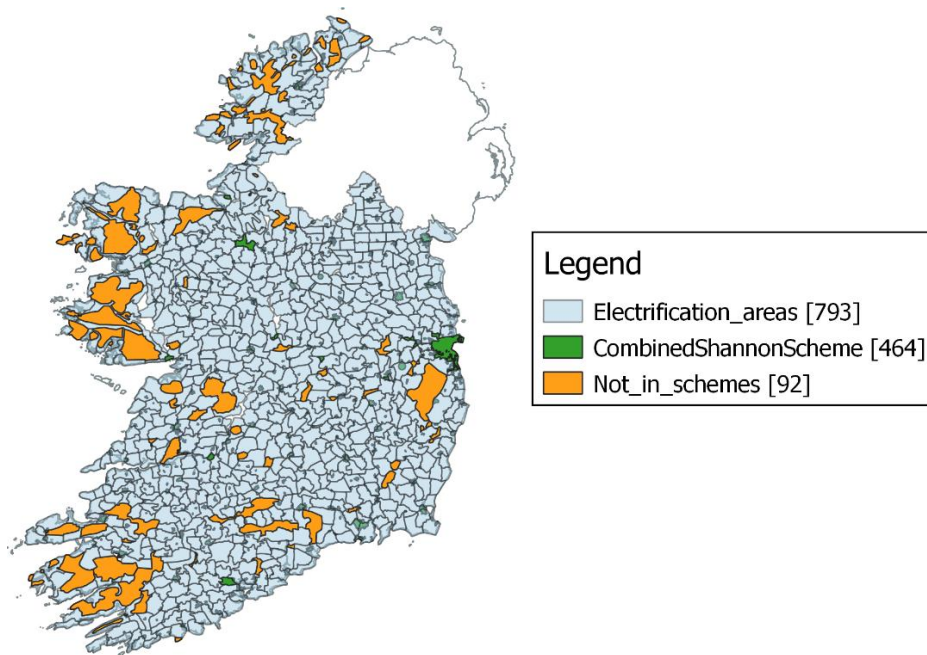 Legend
Electrification_areas [793]
CombinedShannonScheme [464]
Not_in_schemes [92]